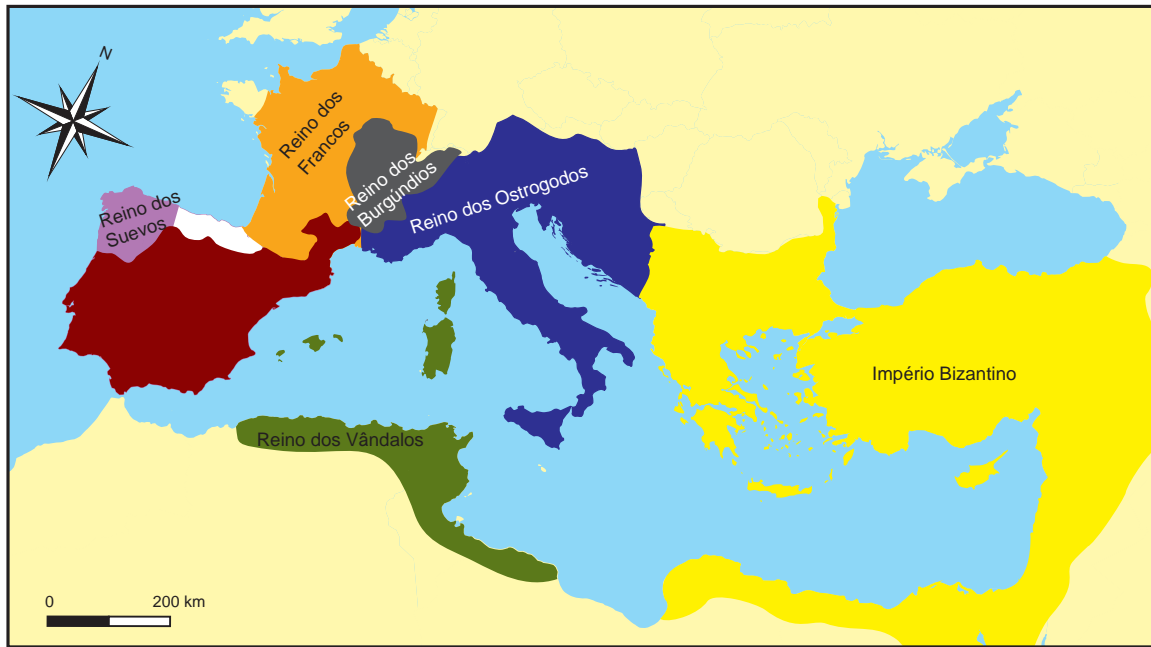 N
Reino dos
Francos
Reino dos
Burgúndios
Reino dos
Suevos
Reino dos Ostrogodos
Império Bizantino
Reino dos Vândalos
0 200 km